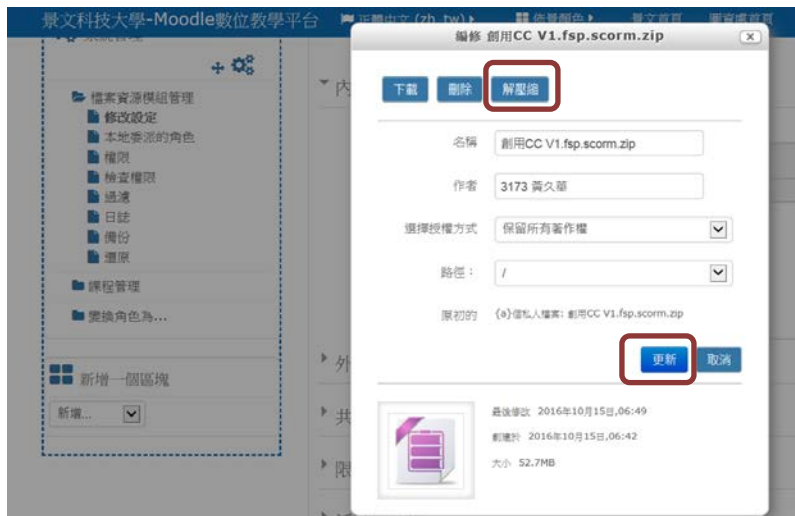 景文科技大學-Moodle數位教學平台
正體中文 (zh_tw)
佈景顏色
景文首頁
圖資處首頁
系統管理
檔案資源模組管理
修改設定
本地委派的角色
權限
檢查權限
過濾
日誌
備份
還原
課程管理
變換角色為...
新增一個區塊
新增...
內
外
共
限
編修 創用CC V1.fsp.scorm.zip
下載
刪除
解壓縮
名稱
創用CC V1.fsp.scorm.zip
作者
3173 黃久華
選擇授權方式
保留所有著作權
路徑：
/
原初的
{a}個私人檔案: 創用CC V1.fsp.scorm.zip
更新
取消
最後修改 2016年10月15日,06:49
創建於 2016年10月15日,06:42
大小 52.7MB